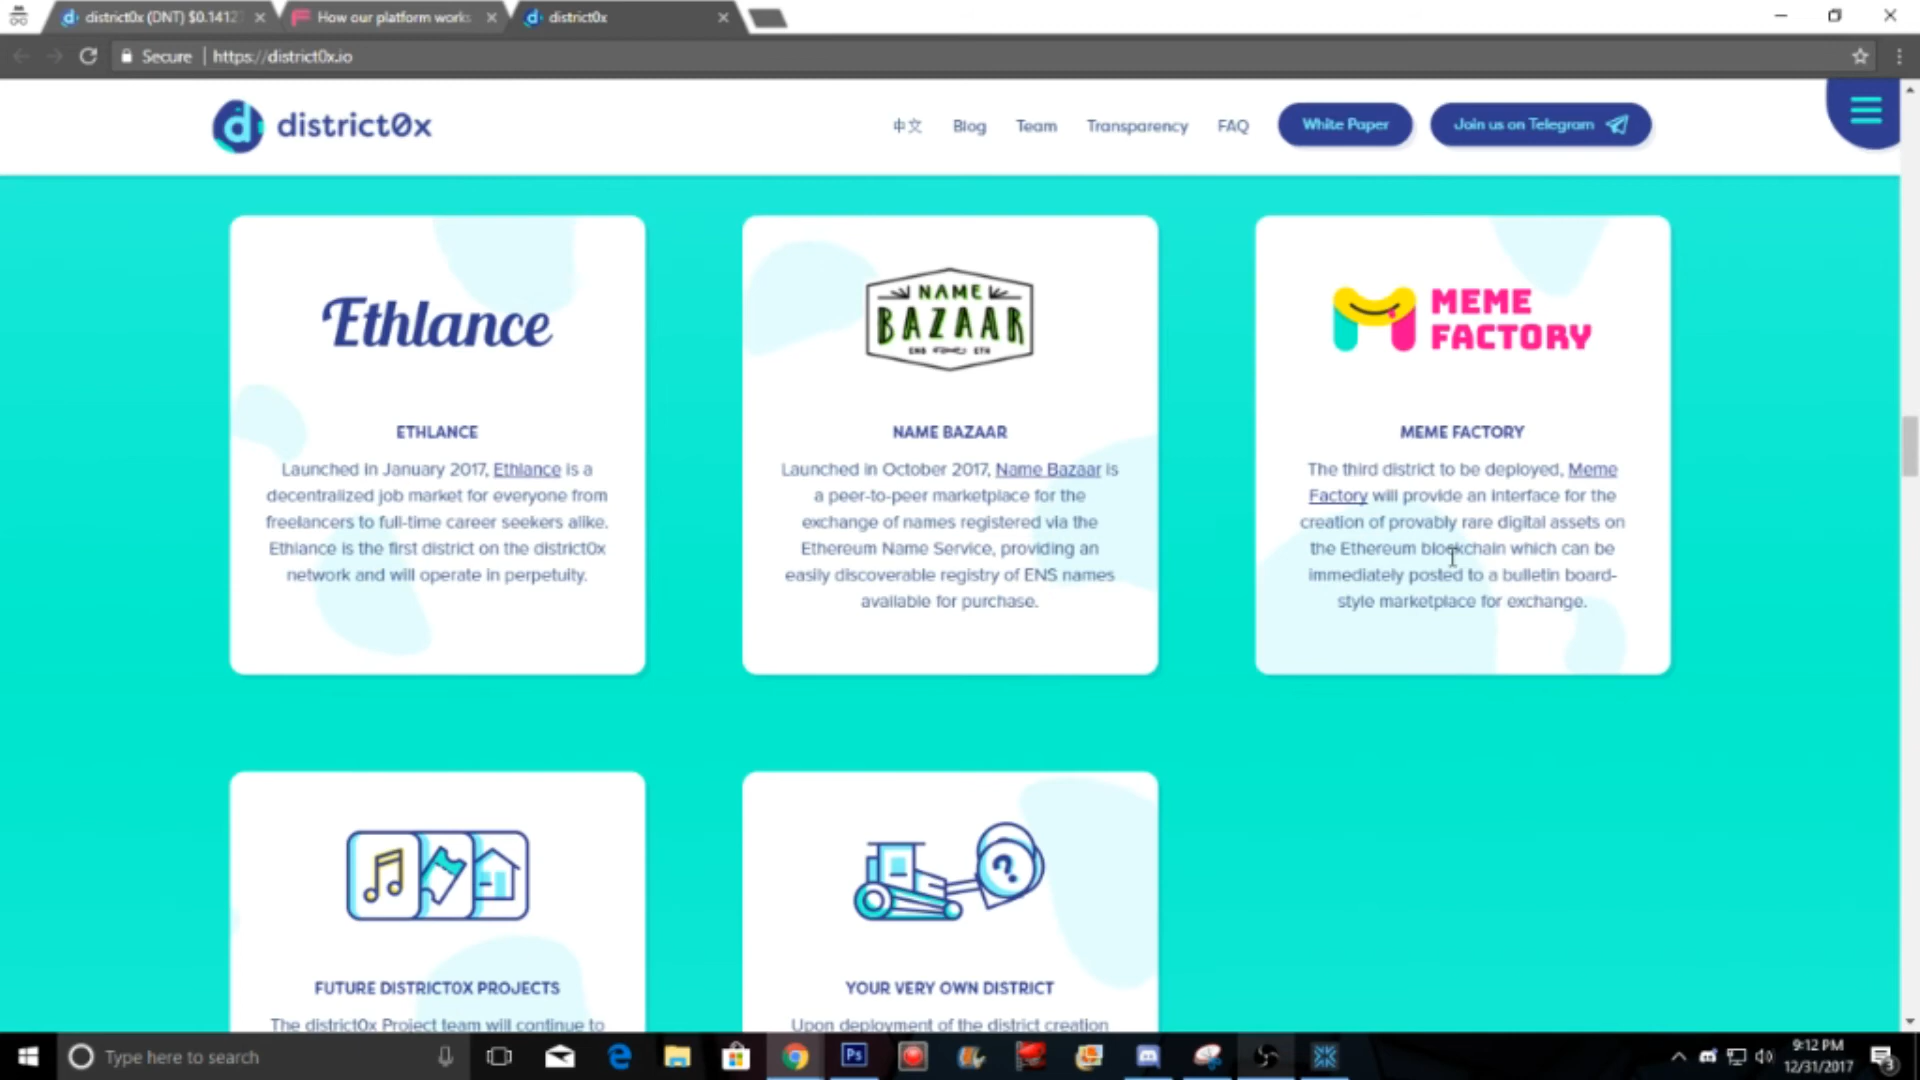 district0x (DNT) $0.1412
How our platform works
district0x
Secure
https://district0x.io
district0x
中文
Blog
Team
Transparency
FAQ
White Paper
Join us on Telegram
Ethlance
NAME
BAZAAR
ENS ETH
MEME
FACTORY
ETHLANCE
Launched in January 2017, Ethlance is a
decentralized job market for everyone from
freelancers to full-time career seekers alike.
Ethlance is the first district on the district0x
network and will operate in perpetuity.
NAME BAZAAR
Launched in October 2017, Name Bazaar is
a peer-to-peer marketplace for the
exchange of names registered via the
Ethereum Name Service, providing an
easily discoverable registry of ENS names
available for purchase.
MEME FACTORY
The third district to be deployed, Meme
Factory will provide an interface for the
creation of provably rare digital assets on
the Ethereum blockchain which can be
immediately posted to a bulletin board-
style marketplace for exchange.
?
FUTURE DISTRICT0X PROJECTS
The district0x Project team will continue to
YOUR VERY OWN DISTRICT
Upon deployment of the district creation
Type here to search
Ps
9:12 PM
12/31/2017
3